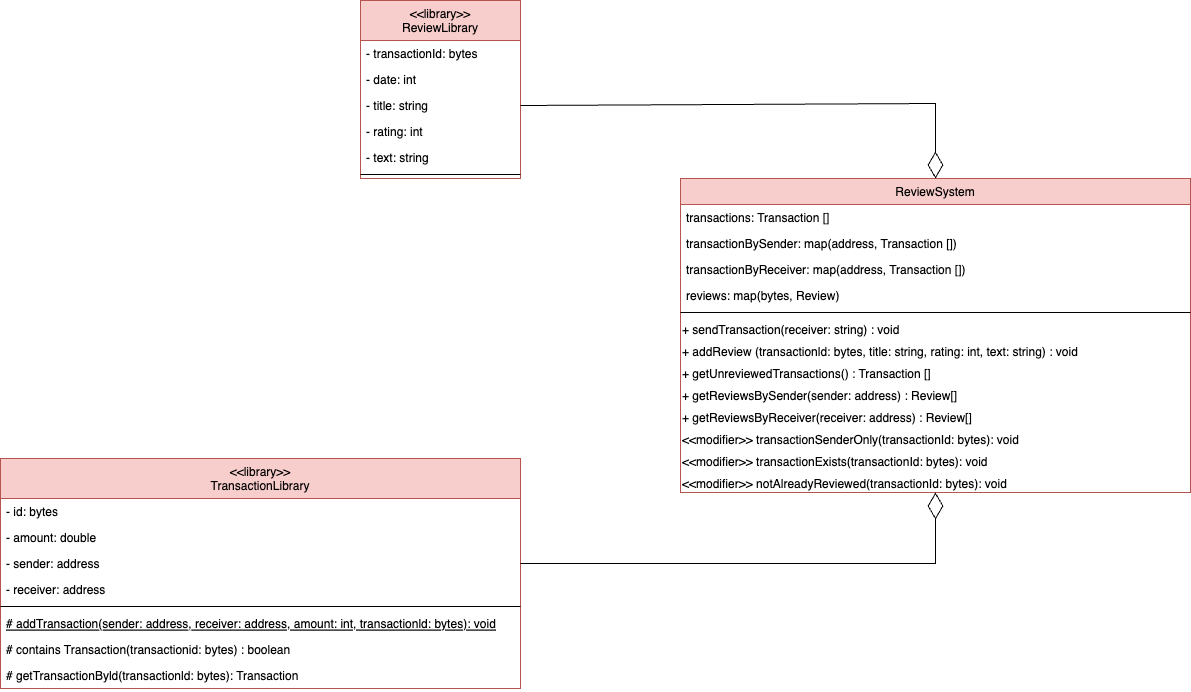 <<library>>
ReviewLibrary
- transactionId: bytes
- date: int
- title: string
- rating: int
- text: string
ReviewSystem
transactions: Transaction []
transactionBySender: map(address, Transaction [])
transactionByReceiver: map(address, Transaction [])
reviews: map(bytes, Review)
+ sendTransaction(receiver: string) : void
+ addReview (transactionId: bytes, title: string, rating: int, text: string) : void
+ getUnreviewedTransactions() : Transaction []
+ getReviewsBySender(sender: address) : Review[]
+ getReviewsByReceiver(receiver: address) : Review[]
<<modifier>> transactionSenderOnly(transactionId: bytes): void
<<modifier>> transactionExists(transactionId: bytes): void
<<modifier>> notAlreadyReviewed(transactionId: bytes): void
<<library>>
TransactionLibrary
- id: bytes
- amount: double
- sender: address
- receiver: address
# addTransaction(sender: address, receiver: address, amount: int, transactionId: bytes): void
# contains Transaction(transactionid: bytes) : boolean
# getTransactionById(transactionId: bytes): Transaction